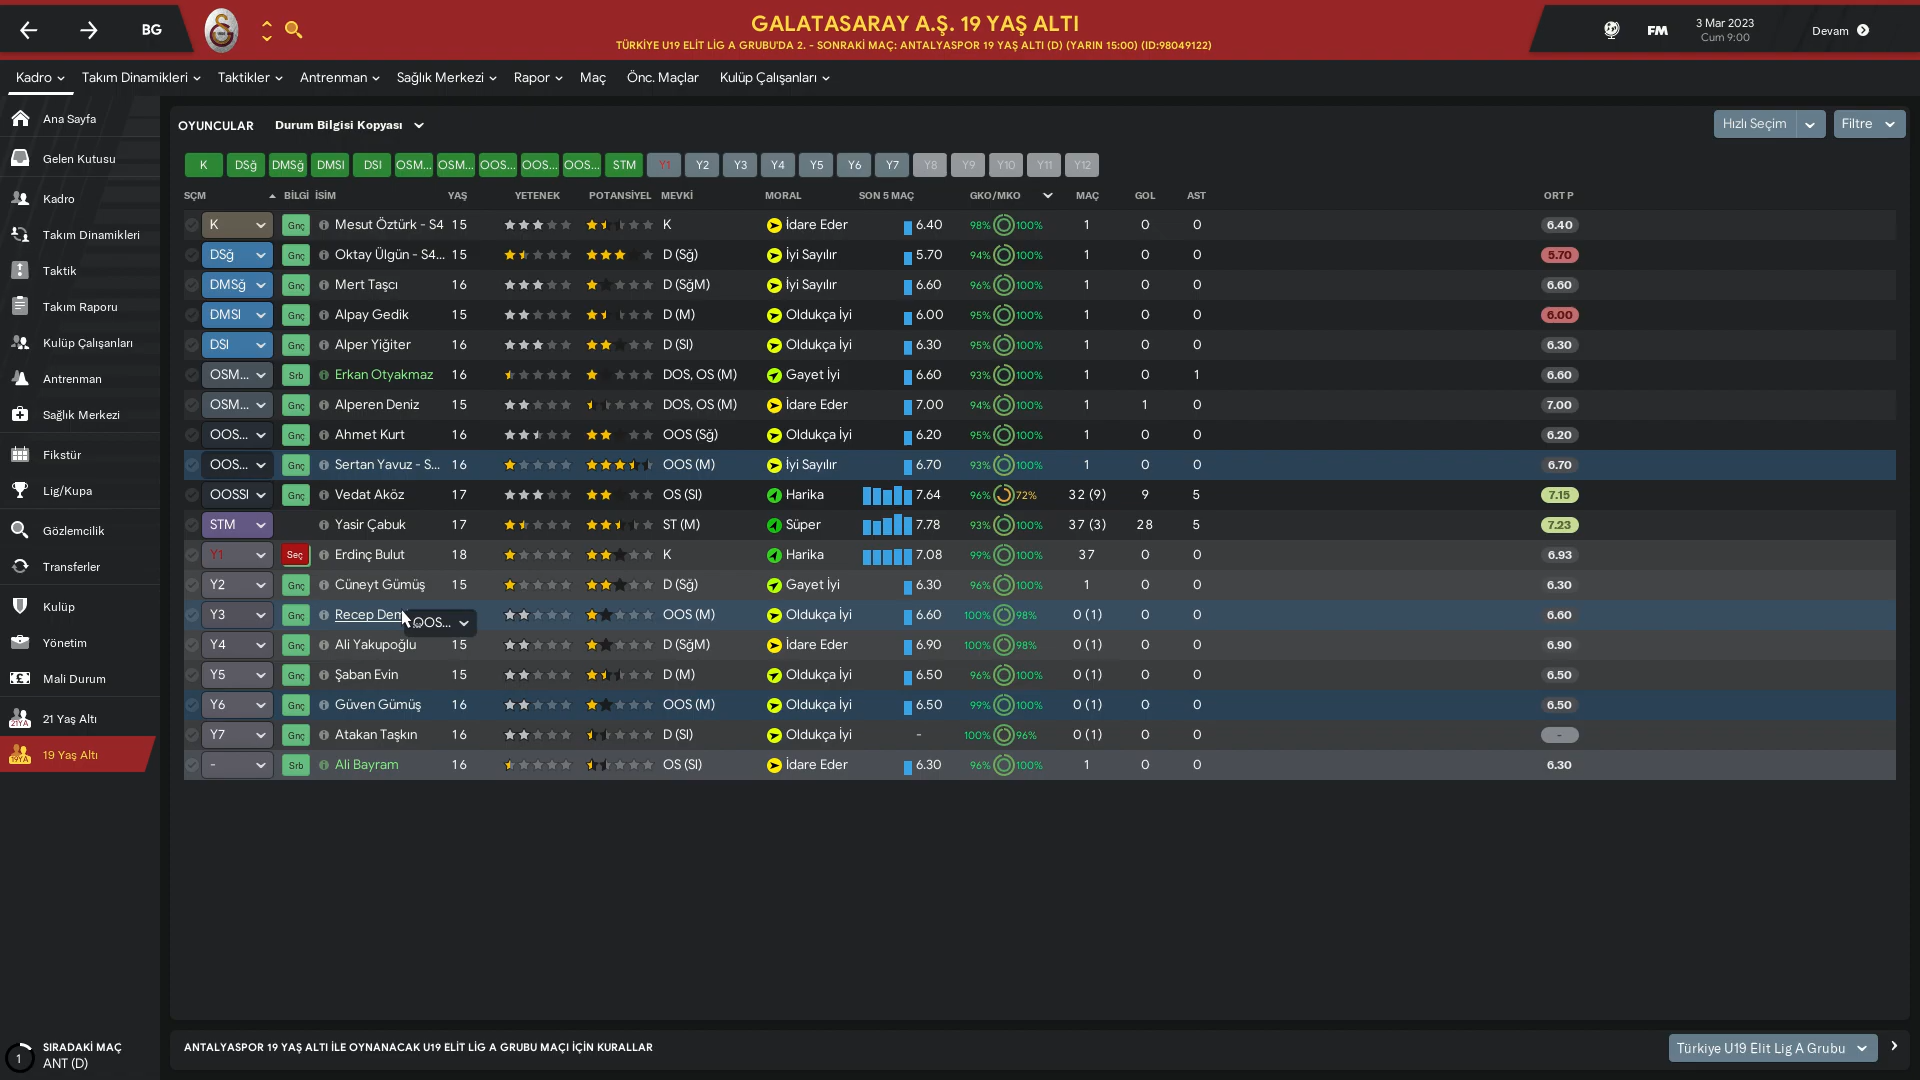 BG
GALATASARAY A.Ş. 19 YAŞ ALTI
TÜRKİYE U19 ELİT LİG A GRUBU'DA 2. - SONRAKİ MAÇ: ANTALYASPOR 19 YAŞ ALTI (D) (YARIN 15:00) (ID:98049122)
FM
3 Mar 2023
Cum 9:00
Devam
Kadro Takım Dinamikleri Taktikler Antrenman Sağlık Merkezi Rapor Maç Önc. Maçlar Kulüp Çalışanları
Ana Sayfa
Gelen Kutusu
Kadro
Takım Dinamikleri
Taktik
Takım Raporu
Kulüp Çalışanları
Antrenman
Sağlık Merkezi
Fikstür
Lig/Kupa
Gözlemcilik
Transferler
Kulüp
Yönetim
Mali Durum
21YA 21 Yaş Altı
19YA 19 Yaş Altı
1
SIRADAKİ MAÇ
ANT (D)
OYUNCULAR Durum Bilgisi Kopyası Hızlı Seçim Filtre
K DSğ DMSğ DMSl DSl OSM... OSM... OOS... OOS... OOS... STM Y1 Y2 Y3 Y4 Y5 Y6 Y7 Y8 Y9 Y10 Y11 Y12
SÇM BİLGİ İSİM YAŞ YETENEK POTANSİYEL MEVKİ MORAL SON 5 MAÇ GKO/MKO MAÇ GOL AST ORT P
K Gnç Mesut Öztürk - S4 15 K İdare Eder 6.40 98% 100% 1 0 0 6.40
DSğ Gnç Oktay Ülgün - S4... 15 D (Sğ) İyi Sayılır 5.70 94% 100% 1 0 0 5.70
DMSğ Gnç Mert Taşcı 16 D (SğM) İyi Sayılır 6.60 96% 100% 1 0 0 6.60
DMSl Gnç Alpay Gedik 15 D (M) Oldukça İyi 6.00 95% 100% 1 0 0 6.00
DSl Gnç Alper Yiğiter 16 D (Sl) Oldukça İyi 6.30 95% 100% 1 0 0 6.30
OSM... Srb Erkan Otyakmaz 16 DOS, OS (M) Gayet İyi 6.60 93% 100% 1 0 1 6.60
OSM... Gnç Alperen Deniz 15 DOS, OS (M) İdare Eder 7.00 94% 100% 1 1 0 7.00
OOS... Gnç Ahmet Kurt 16 OOS (Sğ) Oldukça İyi 6.20 95% 100% 1 0 0 6.20
OOS... Gnç Sertan Yavuz - S... 16 OOS (M) İyi Sayılır 6.70 93% 100% 1 0 0 6.70
OOSSl Gnç Vedat Aköz 17 OS (Sl) Harika 7.64 96% 72% 32 (9) 9 5 7.15
STM Yasir Çabuk 17 ST (M) Süper 7.78 93% 100% 37 (3) 28 5 7.23
Y1 Seç Erdinç Bulut 18 K Harika 7.08 99% 100% 37 0 0 6.93
Y2 Gnç Cüneyt Gümüş 15 D (Sğ) Gayet İyi 6.30 96% 100% 1 0 0 6.30
Y3 Gnç Recep OOS... OOS (M) Oldukça İyi 6.60 100% 98% 0 (1) 0 0 6.60
Y4 Gnç Ali Yakupoğlu 15 D (SğM) İdare Eder 6.90 100% 98% 0 (1) 0 0 6.90
Y5 Gnç Şaban Evin 15 D (M) Oldukça İyi 6.50 96% 100% 0 (1) 0 0 6.50
Y6 Gnç Güven Gümüş 16 OOS (M) Oldukça İyi 6.50 99% 100% 0 (1) 0 0 6.50
Y7 Gnç Atakan Taşkın 16 D (Sl) Oldukça İyi - 100% 96% 0 (1) 0 0 -
- Srb Ali Bayram 16 OS (Sl) İdare Eder 6.30 96% 100% 1 0 0 6.30
ANTALYASPOR 19 YAŞ ALTI İLE OYNANACAK U19 ELİT LİG A GRUBU MAÇI İÇİN KURALLAR
Türkiye U19 Elit Lig A Grubu